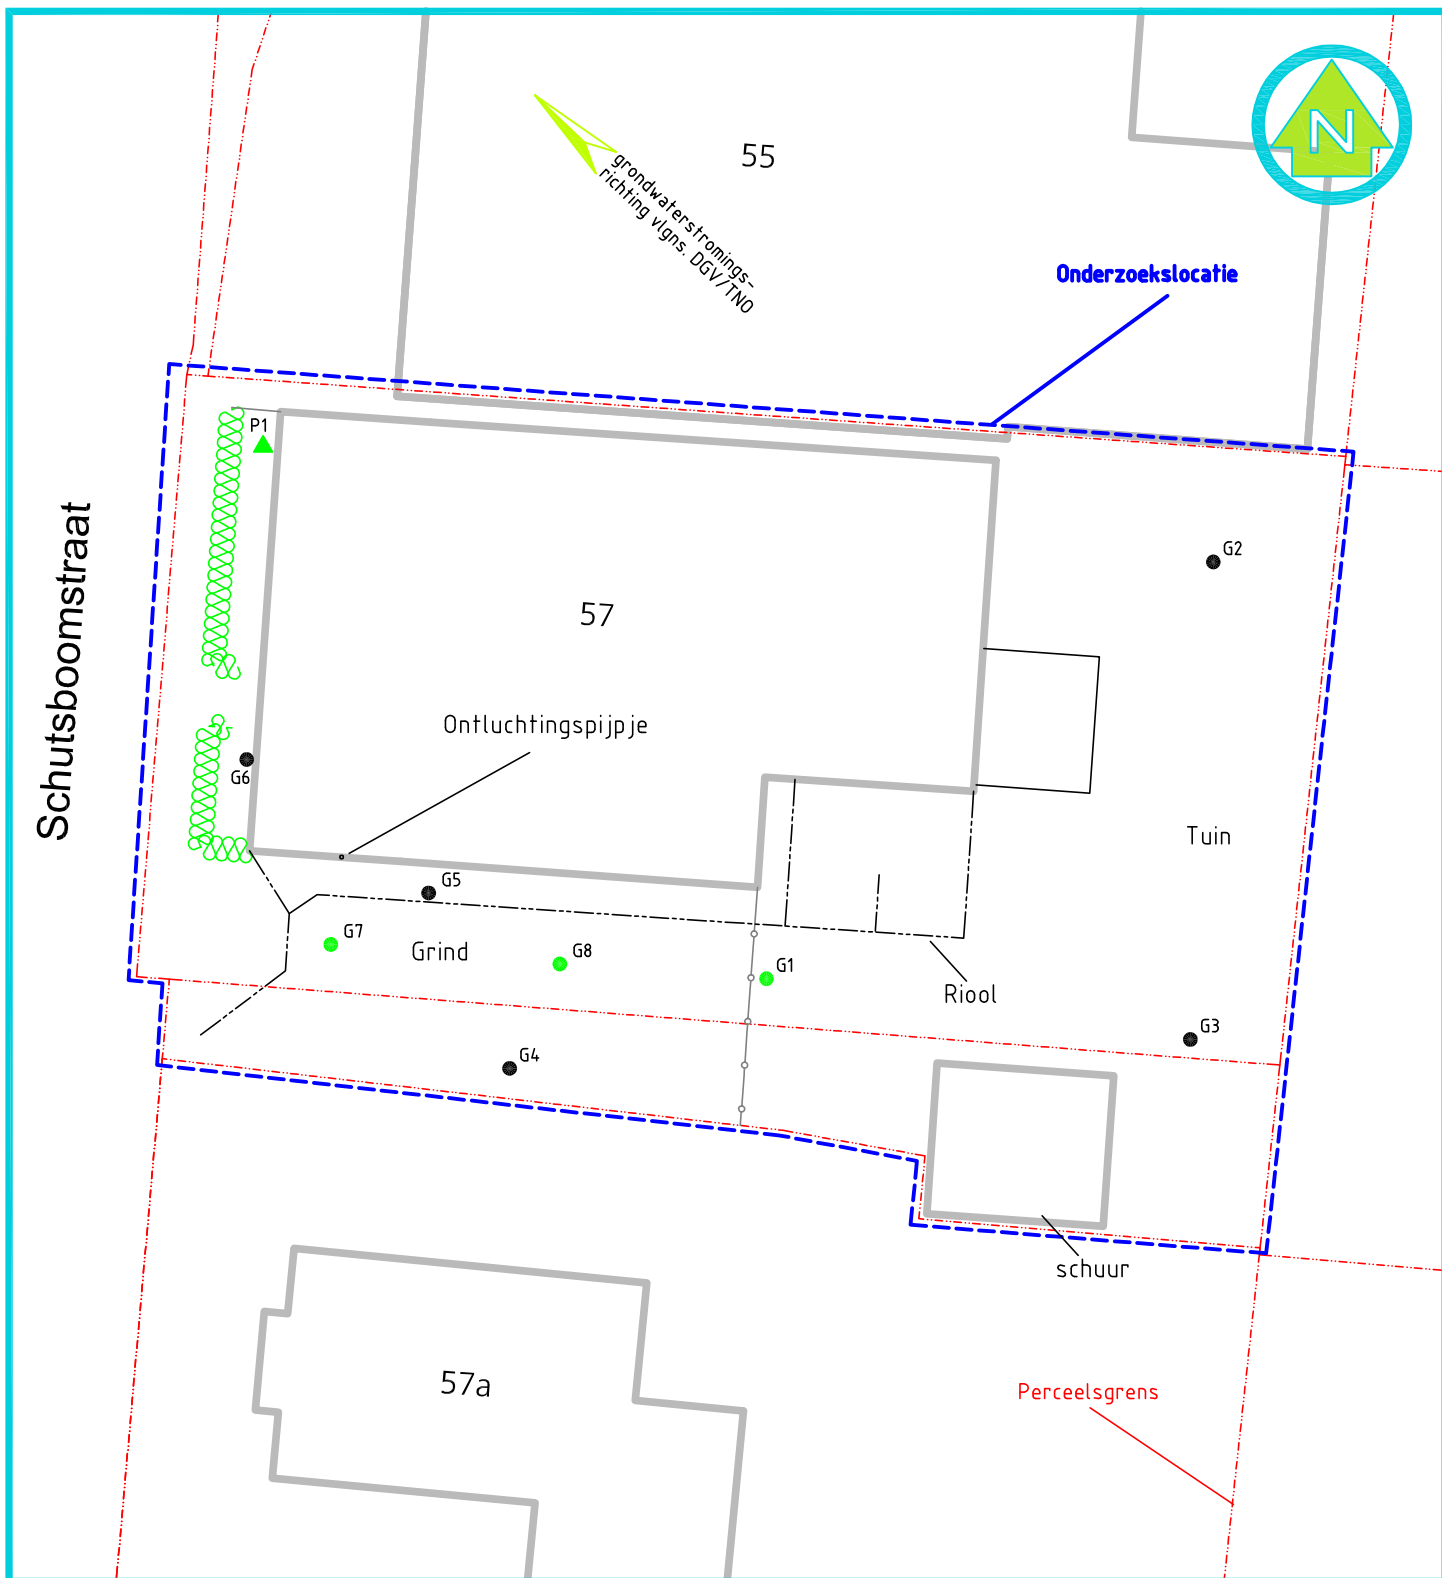 55
N
grondwaterstromings-
richting vlgns. DGV/TNO
Onderzoekslocatie
P1
G2
57
Schutsboomstraat
Ontluchtingspijpje
G6
Tuin
G5
G7
Grind
G8
G1
Riool
G3
G4
schuur
57a
Perceelsgrens